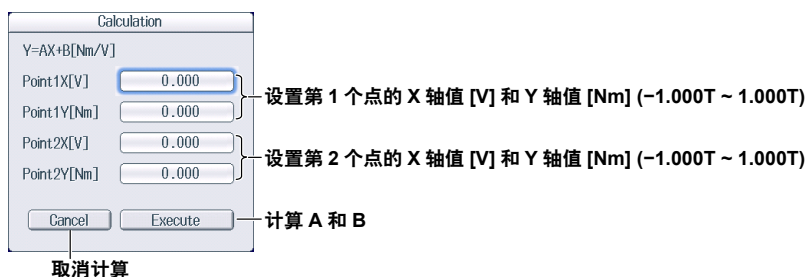 Calculation
Y=AX+B[Nm/V]
Point1X[V] 0.000
Point1Y[Nm] 0.000
设置第 1 个点的 X 轴值 [V] 和 Y 轴值 [Nm] (−1.000T ~ 1.000T)
Point2X[V] 0.000
Point2Y[Nm] 0.000
设置第 2 个点的 X 轴值 [V] 和 Y 轴值 [Nm] (−1.000T ~ 1.000T)
Cancel Execute 计算 A 和 B
取消计算